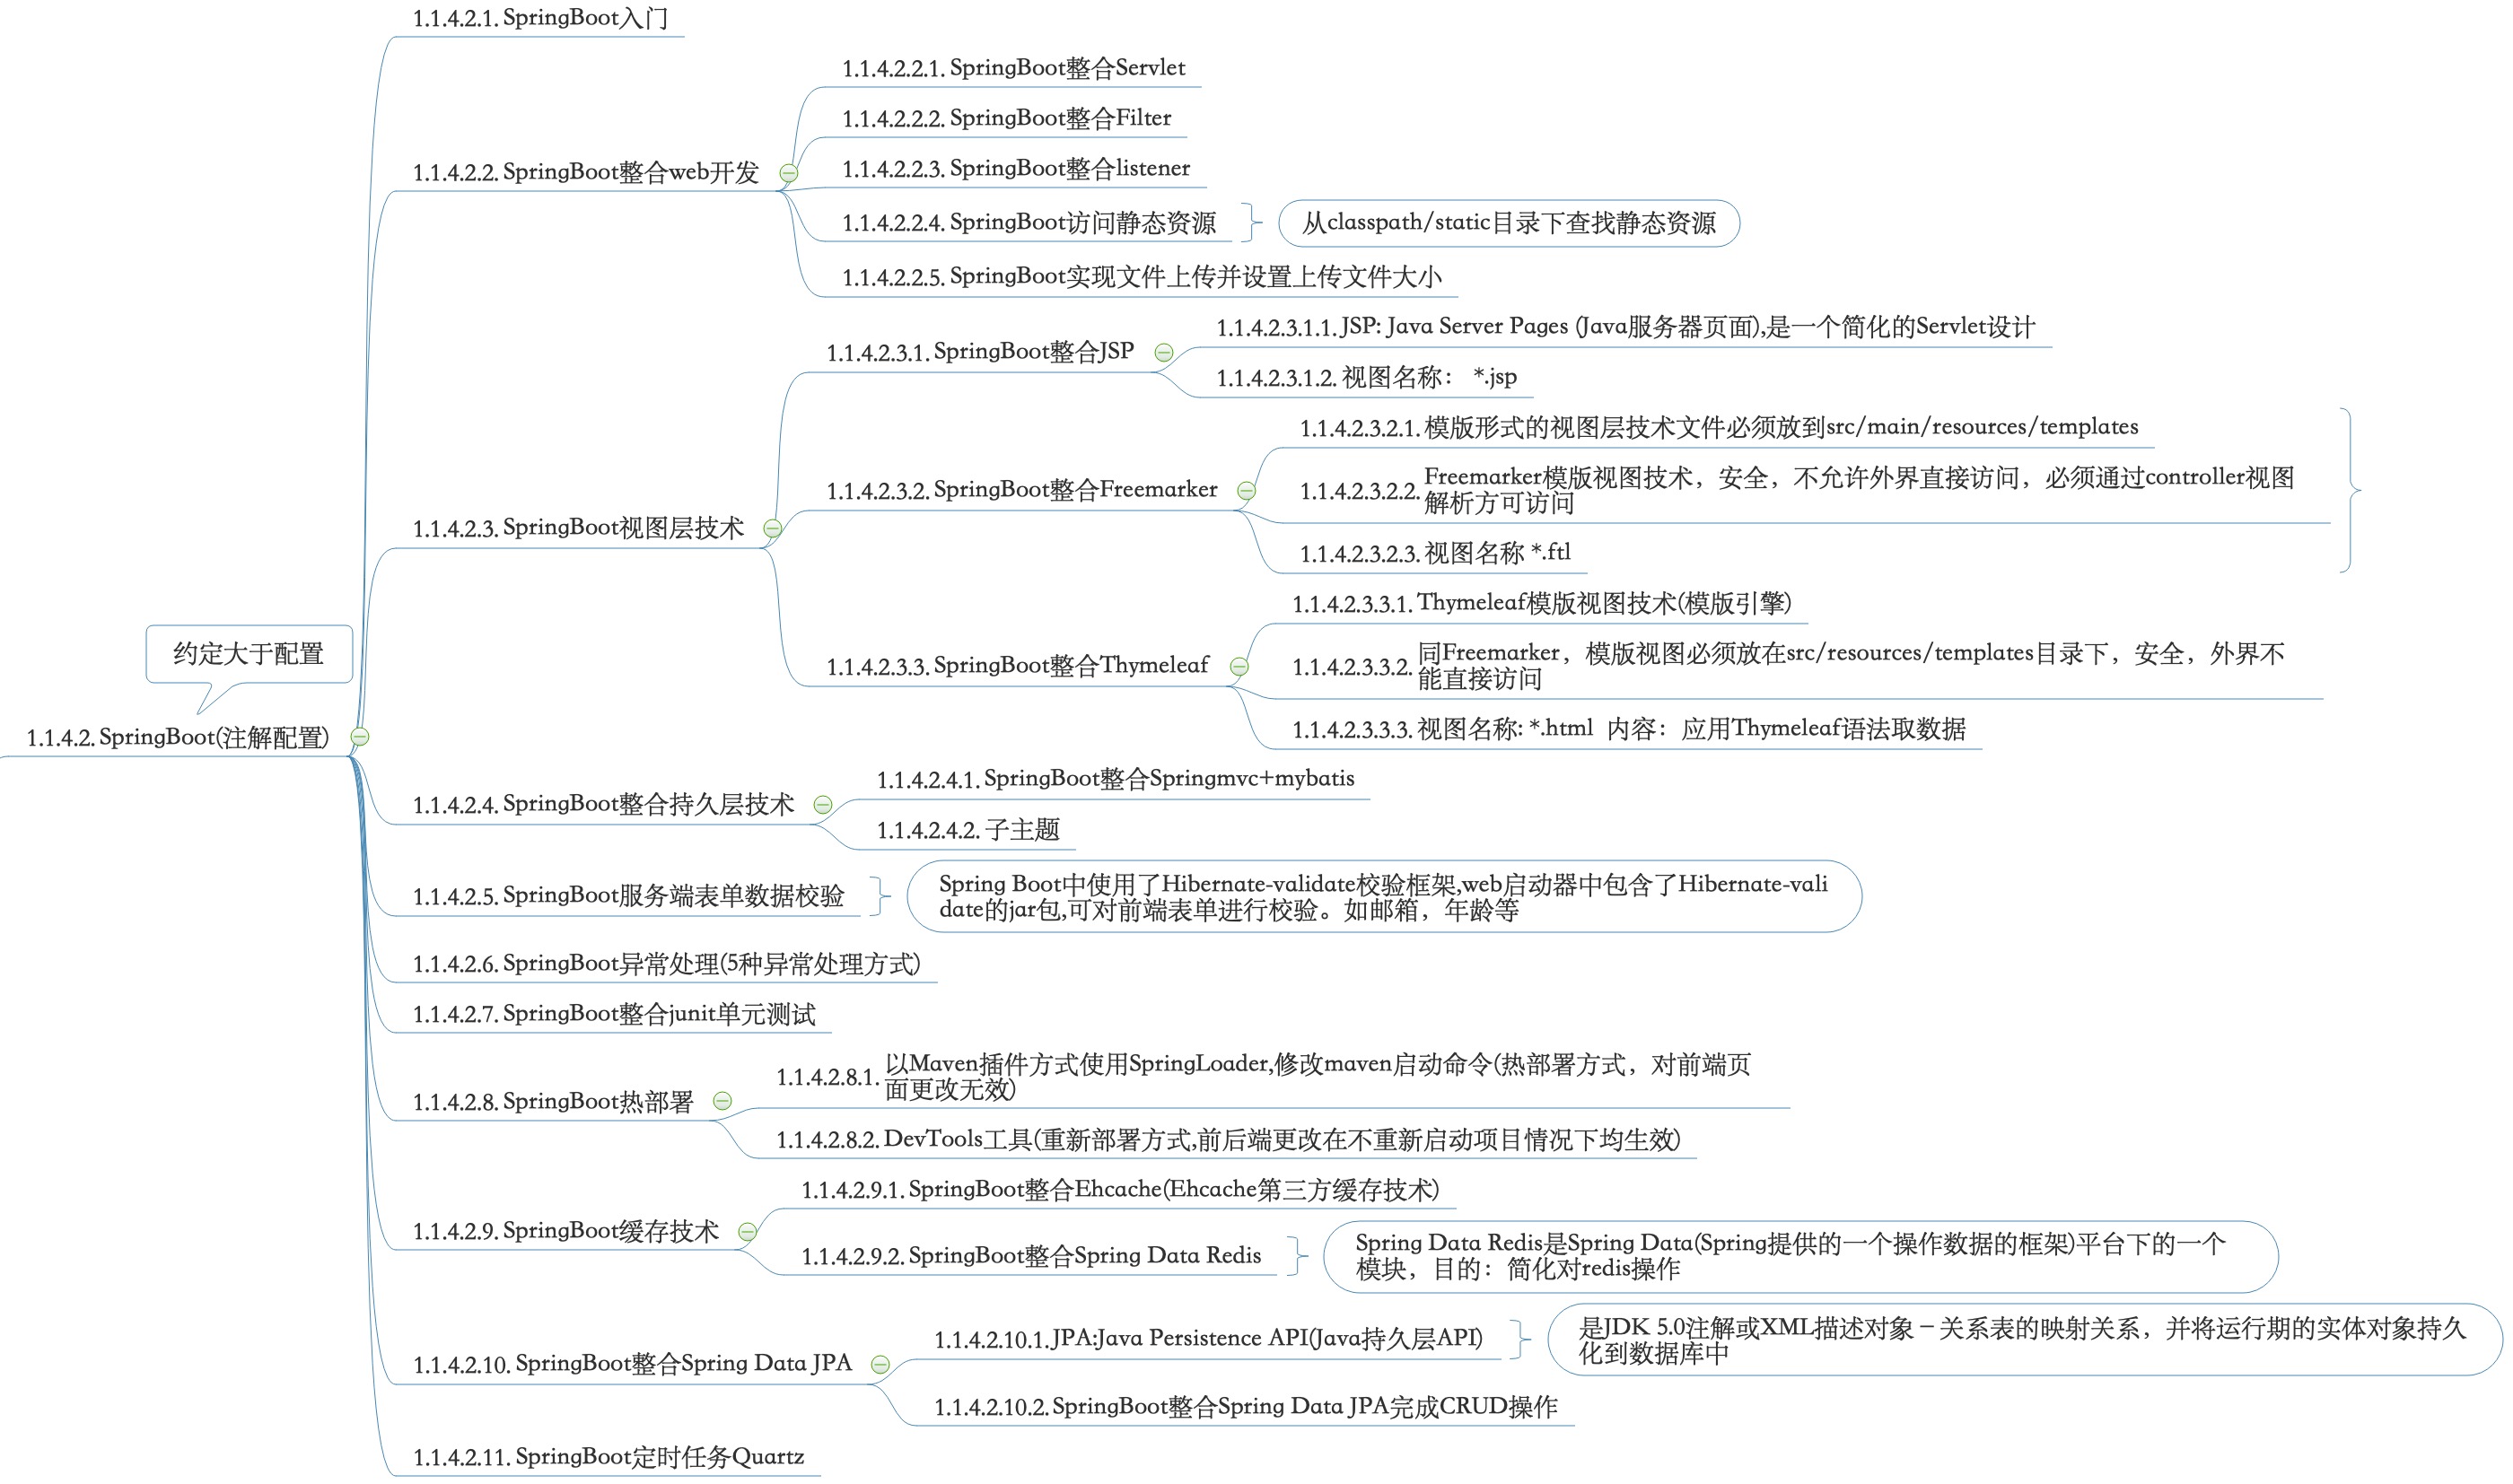 1.1.4.2.1. SpringBoot入门
1.1.4.2.2.1. SpringBoot整合Servlet
1.1.4.2.2.2. SpringBoot整合Filter
1.1.4.2.2. SpringBoot整合web开发
1.1.4.2.2.3. SpringBoot整合listener
1.1.4.2.2.4. SpringBoot访问静态资源
从classpath/static目录下查找静态资源
1.1.4.2.2.5. SpringBoot实现文件上传并设置上传文件大小
1.1.4.2.3.1. SpringBoot整合JSP
1.1.4.2.3.1.1. JSP: Java Server Pages (Java服务器页面),是一个简化的Servlet设计
1.1.4.2.3.1.2. 视图名称： *.jsp
1.1.4.2.3. SpringBoot视图层技术
1.1.4.2.3.2. SpringBoot整合Freemarker
1.1.4.2.3.2.1. 模版形式的视图层技术文件必须放到src/main/resources/templates
1.1.4.2.3.2.2. Freemarker模版视图技术，安全，不允许外界直接访问，必须通过controller视图
解析方可访问
1.1.4.2.3.2.3. 视图名称 *.ftl
1.1.4.2.3.3. SpringBoot整合Thymeleaf
1.1.4.2.3.3.1. Thymeleaf模版视图技术(模版引擎)
1.1.4.2.3.3.2. 同Freemarker，模版视图必须放在src/resources/templates目录下，安全，外界不
能直接访问
1.1.4.2.3.3.3. 视图名称: *.html 内容：应用Thymeleaf语法取数据
约定大于配置
1.1.4.2. SpringBoot(注解配置)
1.1.4.2.4. SpringBoot整合持久层技术
1.1.4.2.4.1. SpringBoot整合Springmvc+mybatis
1.1.4.2.4.2. 子主题
1.1.4.2.5. SpringBoot服务端表单数据校验
Spring Boot中使用了Hibernate-validate校验框架,web启动器中包含了Hibernate-vali
date的jar包,可对前端表单进行校验。如邮箱，年龄等
1.1.4.2.6. SpringBoot异常处理(5种异常处理方式)
1.1.4.2.7. SpringBoot整合junit单元测试
1.1.4.2.8. SpringBoot热部署
1.1.4.2.8.1. 以Maven插件方式使用SpringLoader,修改maven启动命令(热部署方式，对前端页
面更改无效)
1.1.4.2.8.2. DevTools工具(重新部署方式,前后端更改在不重新启动项目情况下均生效)
1.1.4.2.9. SpringBoot缓存技术
1.1.4.2.9.1. SpringBoot整合Ehcache(Ehcache第三方缓存技术)
1.1.4.2.9.2. SpringBoot整合Spring Data Redis
Spring Data Redis是Spring Data(Spring提供的一个操作数据的框架)平台下的一个
模块，目的：简化对redis操作
1.1.4.2.10. SpringBoot整合Spring Data JPA
1.1.4.2.10.1. JPA:Java Persistence API(Java持久层API)
是JDK 5.0注解或XML描述对象－关系表的映射关系，并将运行期的实体对象持久
化到数据库中
1.1.4.2.10.2. SpringBoot整合Spring Data JPA完成CRUD操作
1.1.4.2.11. SpringBoot定时任务Quartz